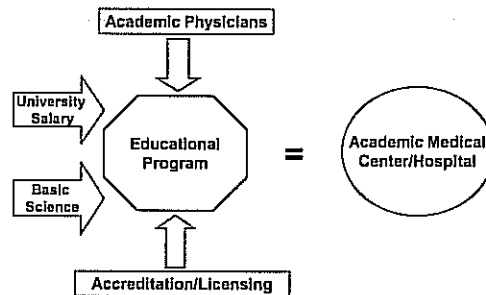 Academic Physicians
University
Salary
Educational
Program
=
Academic Medical
Center/Hospital
Basic
Science
Accreditation/Licensing